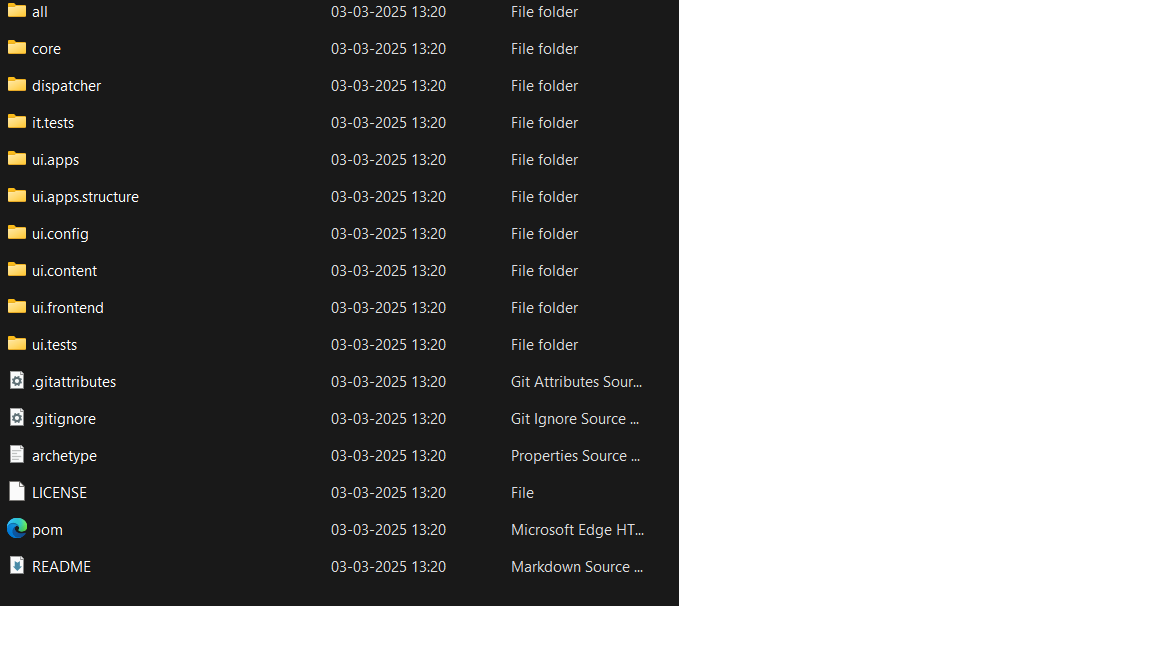 all 03-03-2025 13:20 File folder
core 03-03-2025 13:20 File folder
dispatcher 03-03-2025 13:20 File folder
it.tests 03-03-2025 13:20 File folder
ui.apps 03-03-2025 13:20 File folder
ui.apps.structure 03-03-2025 13:20 File folder
ui.config 03-03-2025 13:20 File folder
ui.content 03-03-2025 13:20 File folder
ui.frontend 03-03-2025 13:20 File folder
ui.tests 03-03-2025 13:20 File folder
.gitattributes 03-03-2025 13:20 Git Attributes Sour...
.gitignore 03-03-2025 13:20 Git Ignore Source ...
archetype 03-03-2025 13:20 Properties Source ...
LICENSE 03-03-2025 13:20 File
pom 03-03-2025 13:20 Microsoft Edge HT...
README 03-03-2025 13:20 Markdown Source ...